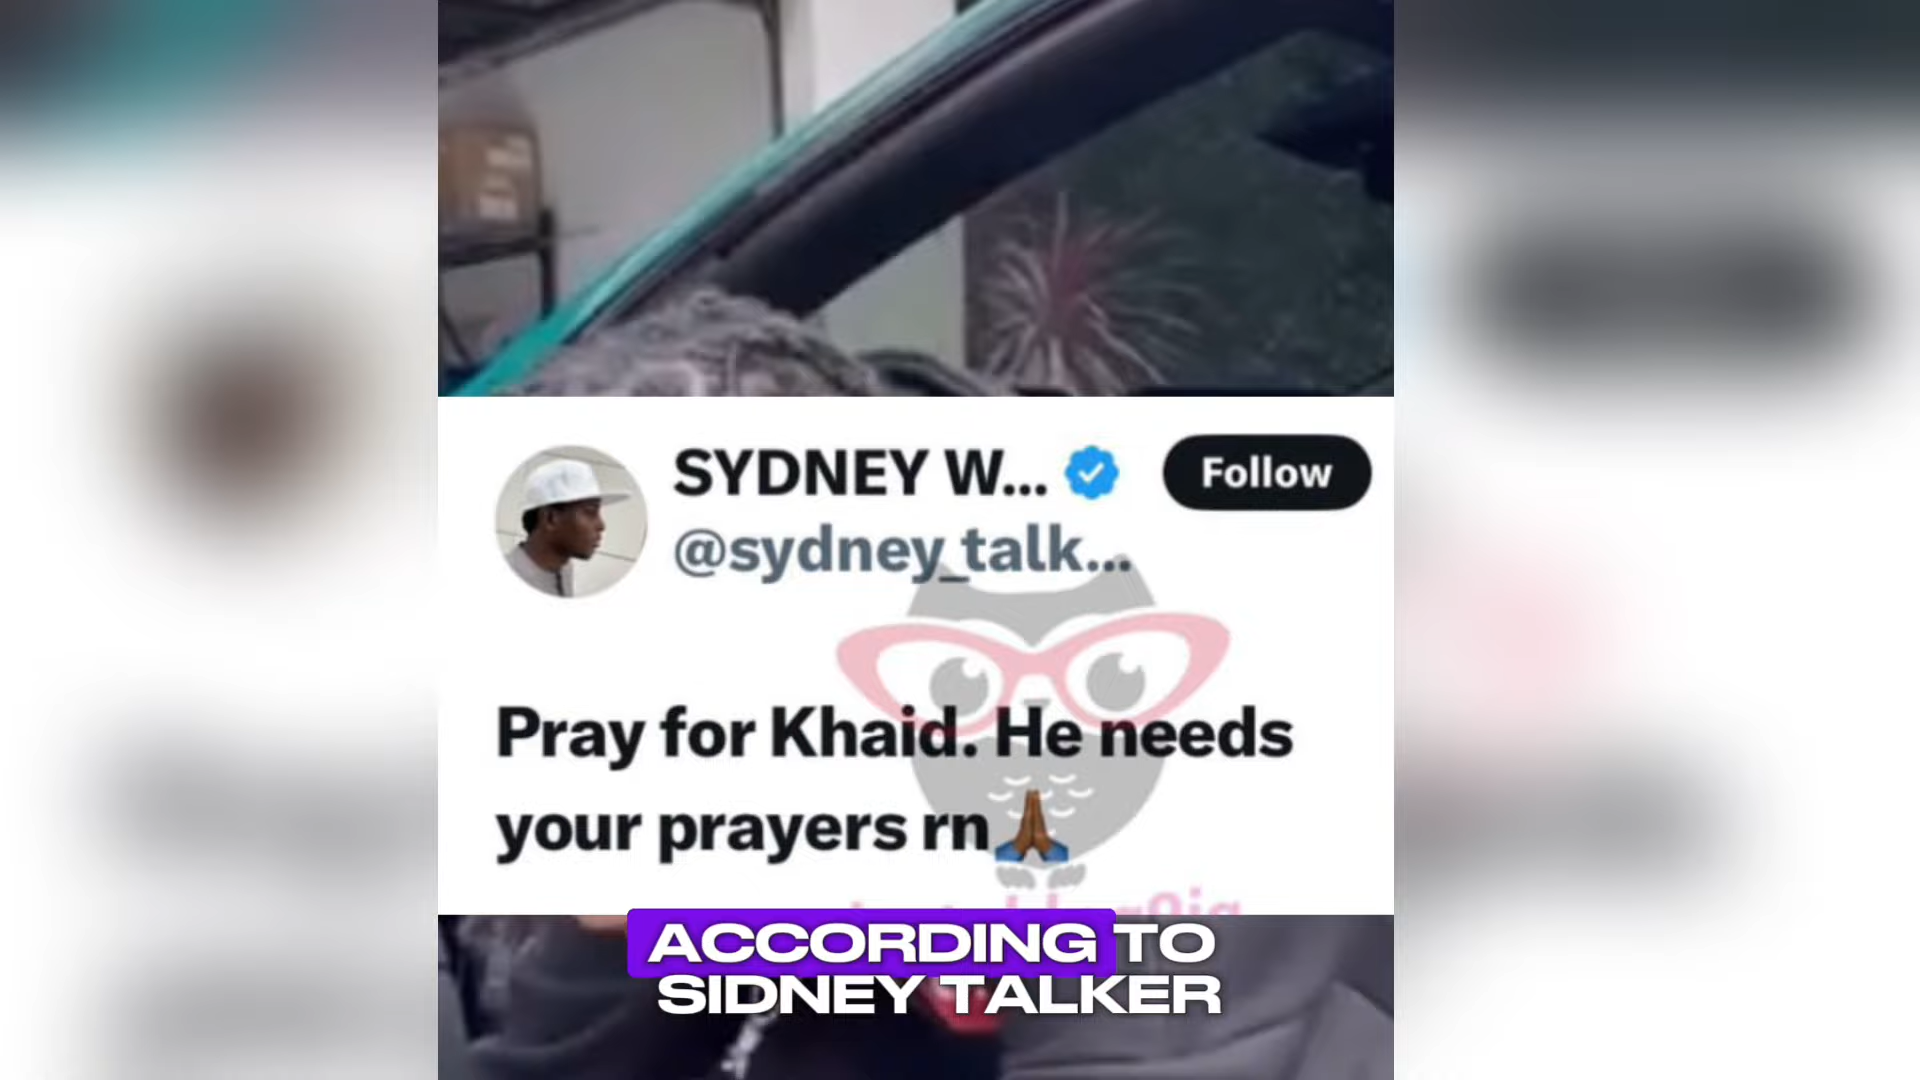 SYDNEY W...
Follow
@sydney_talk...
Pray for Khaid. He needs
your prayers rn🙏🏾
ACCORDING TO
SIDNEY TALKER